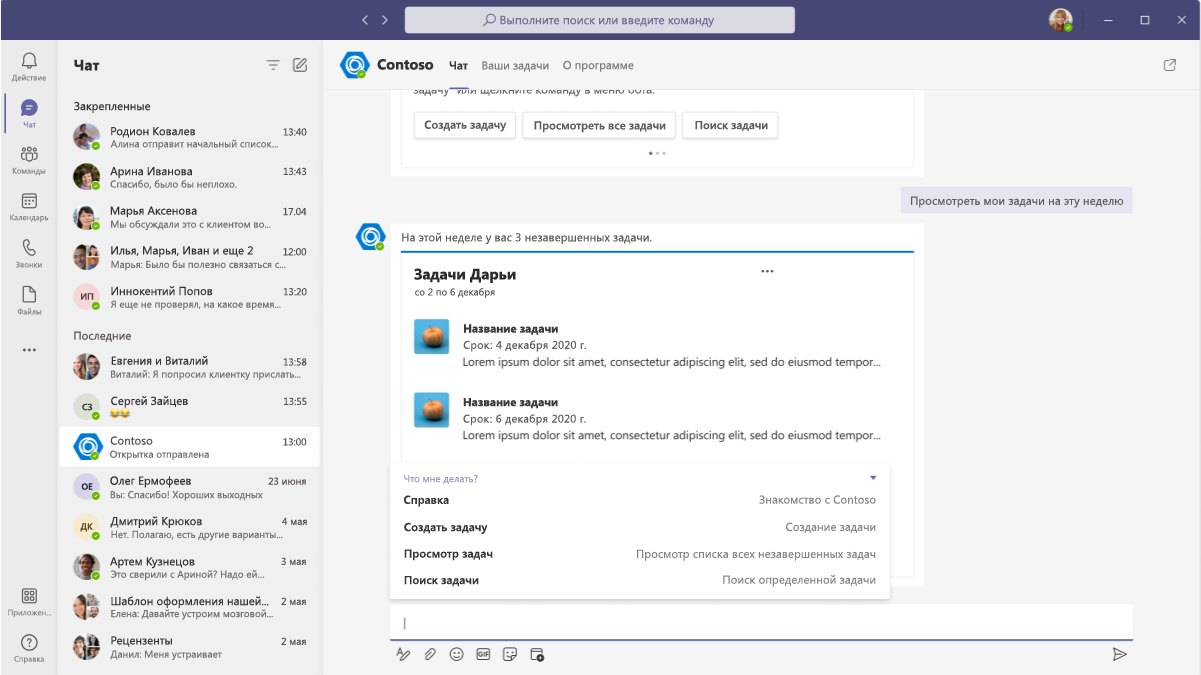 Выполните поиск или введите команду
Действие
Чат
Команды
Календарь
Звонки
Файлы
Приложен...
Справка
Чат
Закрепленные
Родион Ковалев 13:40
Алина отправит начальный список...
Арина Иванова 13:43
Спасибо, было бы неплохо.
Марья Аксенова 17.04
Мы обсуждали это с клиентом во...
Илья, Марья, Иван и еще 2 12:00
Марья: Было бы полезно связаться с...
ИП
Иннокентий Попов 13:20
Я еще не проверял, на какое время...
Последние
Евгения и Виталий 13:58
Виталий: Я попросил клиентку прислать...
СЗ
Сергей Зайцев 13:55
Contoso 13:00
Открытка отправлена
ОЕ
Олег Ермофеев 23 июня
Вы: Спасибо! Хороших выходных
ДК
Дмитрий Крюков 4 мая
Нет. Полагаю, есть другие варианты...
Артем Кузнецов 3 мая
Это сверили с Ариной? Надо ей...
Шаблон оформления нашей... 2 мая
Елена: Давайте устроим мозговой...
Рецензенты 2 мая
Данил: Меня устраивает
Contoso Чат Ваши задачи О программе
задачу" или щелкните команду в меню бота.
Создать задачу Просмотреть все задачи Поиск задачи
Просмотреть мои задачи на эту неделю
На этой неделе у вас 3 незавершенных задачи.
Задачи Дарьи
со 2 по 6 декабря
Название задачи
Срок: 4 декабря 2020 г.
Lorem ipsum dolor sit amet, consectetur adipiscing elit, sed do eiusmod tempor...
Название задачи
Срок: 6 декабря 2020 г.
Lorem ipsum dolor sit amet, consectetur adipiscing elit, sed do eiusmod tempor...
Что мне делать?
Справка Знакомство с Contoso
Создать задачу Создание задачи
Просмотр задач Просмотр списка всех незавершенных задач
Поиск задачи Поиск определенной задачи
GIF